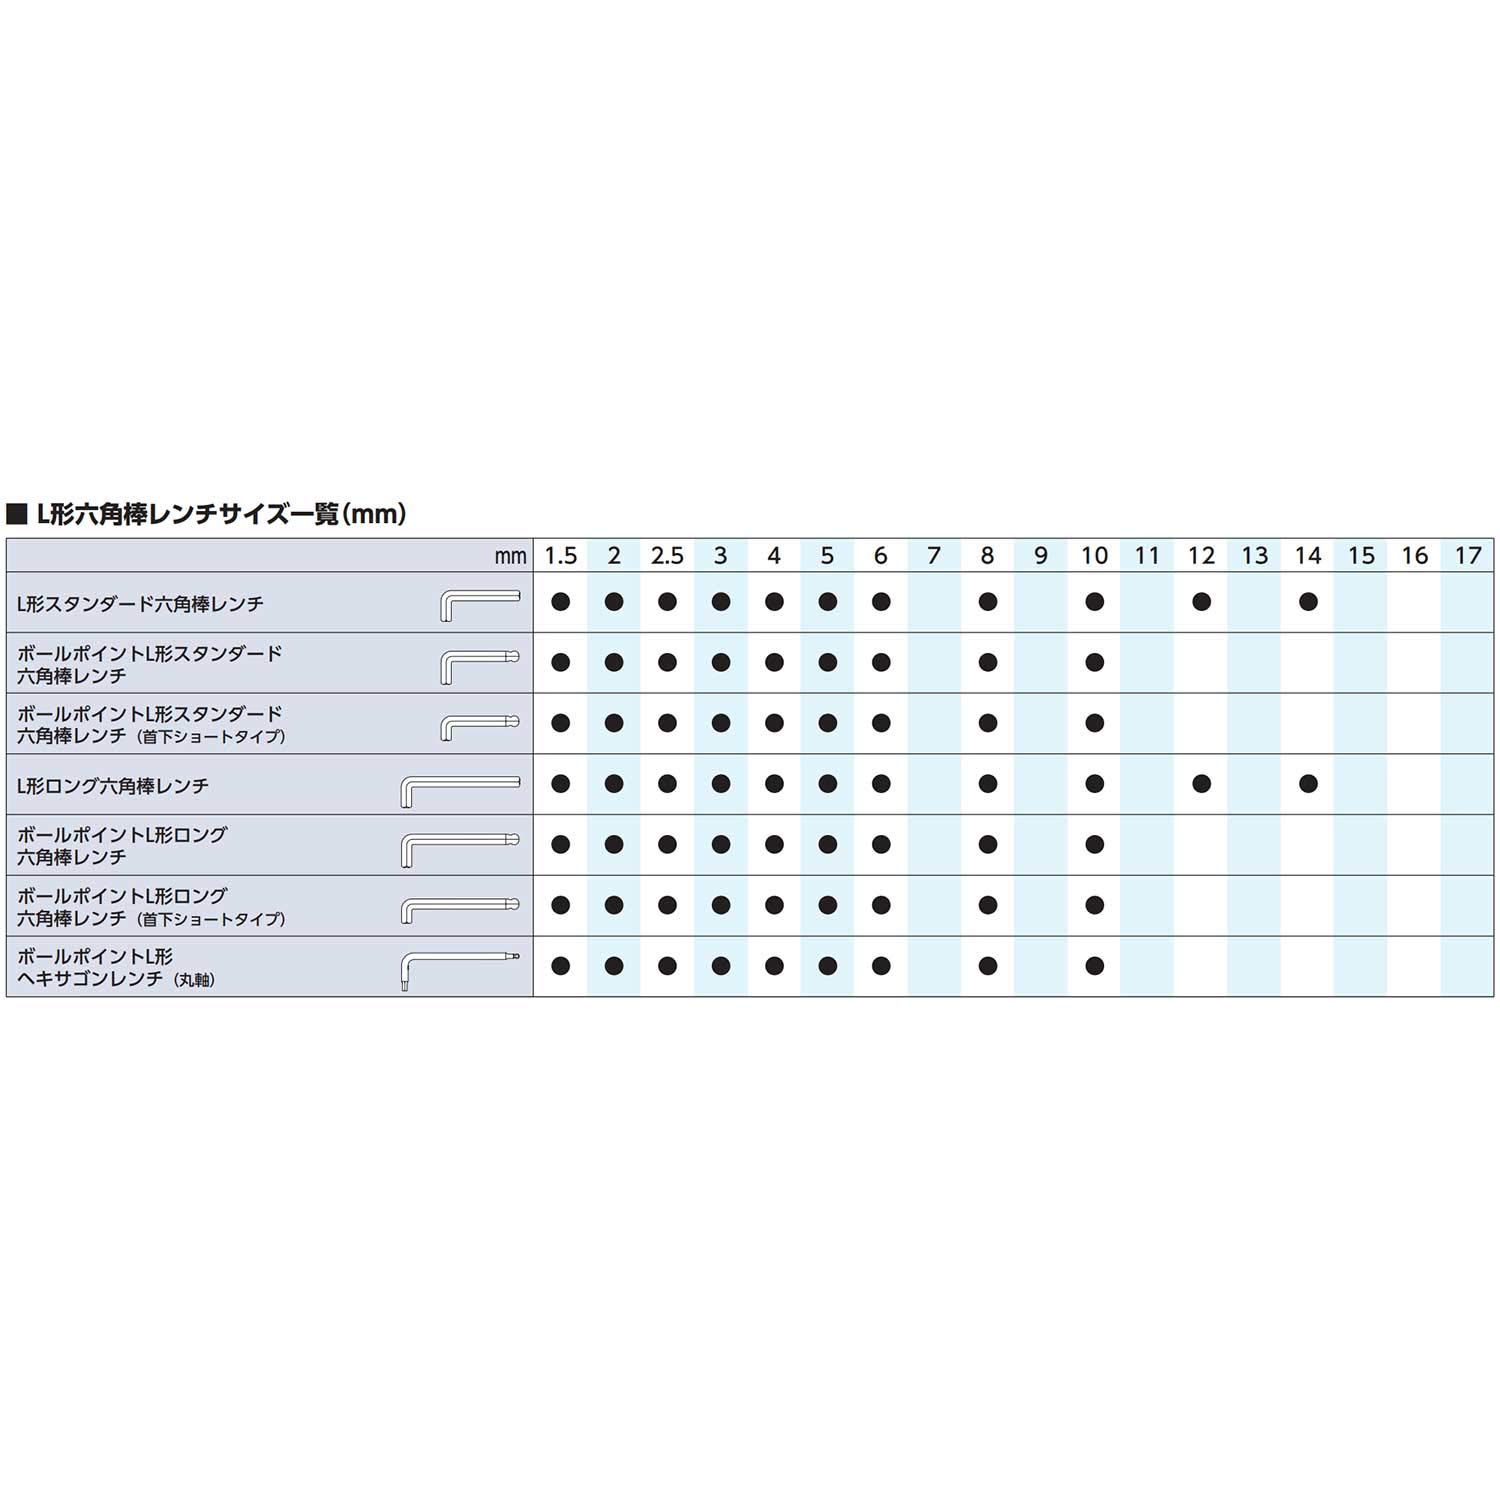 ■ L形六角棒レンチサイズ一覧(mm)
mm 1.5 2 2.5 3 4 5 6 7 8 9 10 11 12 13 14 15 16 17
L形スタンダード六角棒レンチ ● ● ● ● ● ● ● ● ● ● ●
ボールポイントL形スタンダード
六角棒レンチ ● ● ● ● ● ● ● ● ●
ボールポイントL形スタンダード
六角棒レンチ（首下ショートタイプ） ● ● ● ● ● ● ● ● ●
L形ロング六角棒レンチ ● ● ● ● ● ● ● ● ● ● ●
ボールポイントL形ロング
六角棒レンチ ● ● ● ● ● ● ● ● ●
ボールポイントL形ロング
六角棒レンチ（首下ショートタイプ） ● ● ● ● ● ● ● ● ●
ボールポイントL形
ヘキサゴンレンチ（丸軸） ● ● ● ● ● ● ● ● ●